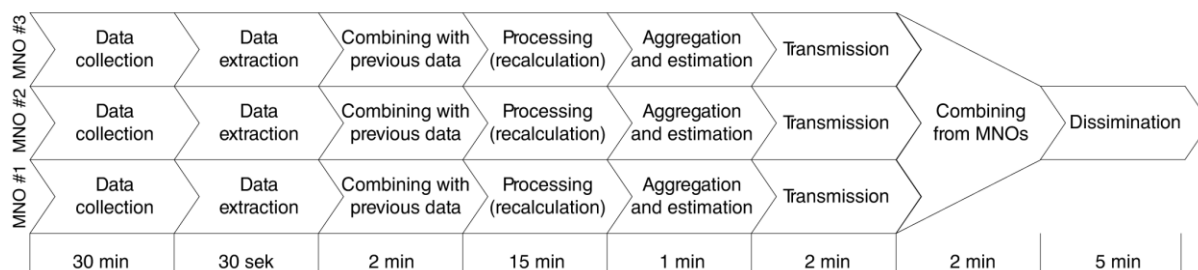 MNO #3
Data
collection
Data
extraction
Combining with
previous data
Processing
(recalculation)
Aggregation
and estimation
Transmission
MNO #2
Data
collection
Data
extraction
Combining with
previous data
Processing
(recalculation)
Aggregation
and estimation
Transmission
Combining
from MNOs
Dissimination
MNO #1
Data
collection
Data
extraction
Combining with
previous data
Processing
(recalculation)
Aggregation
and estimation
Transmission
30 min
30 sek
2 min
15 min
1 min
2 min
2 min
5 min